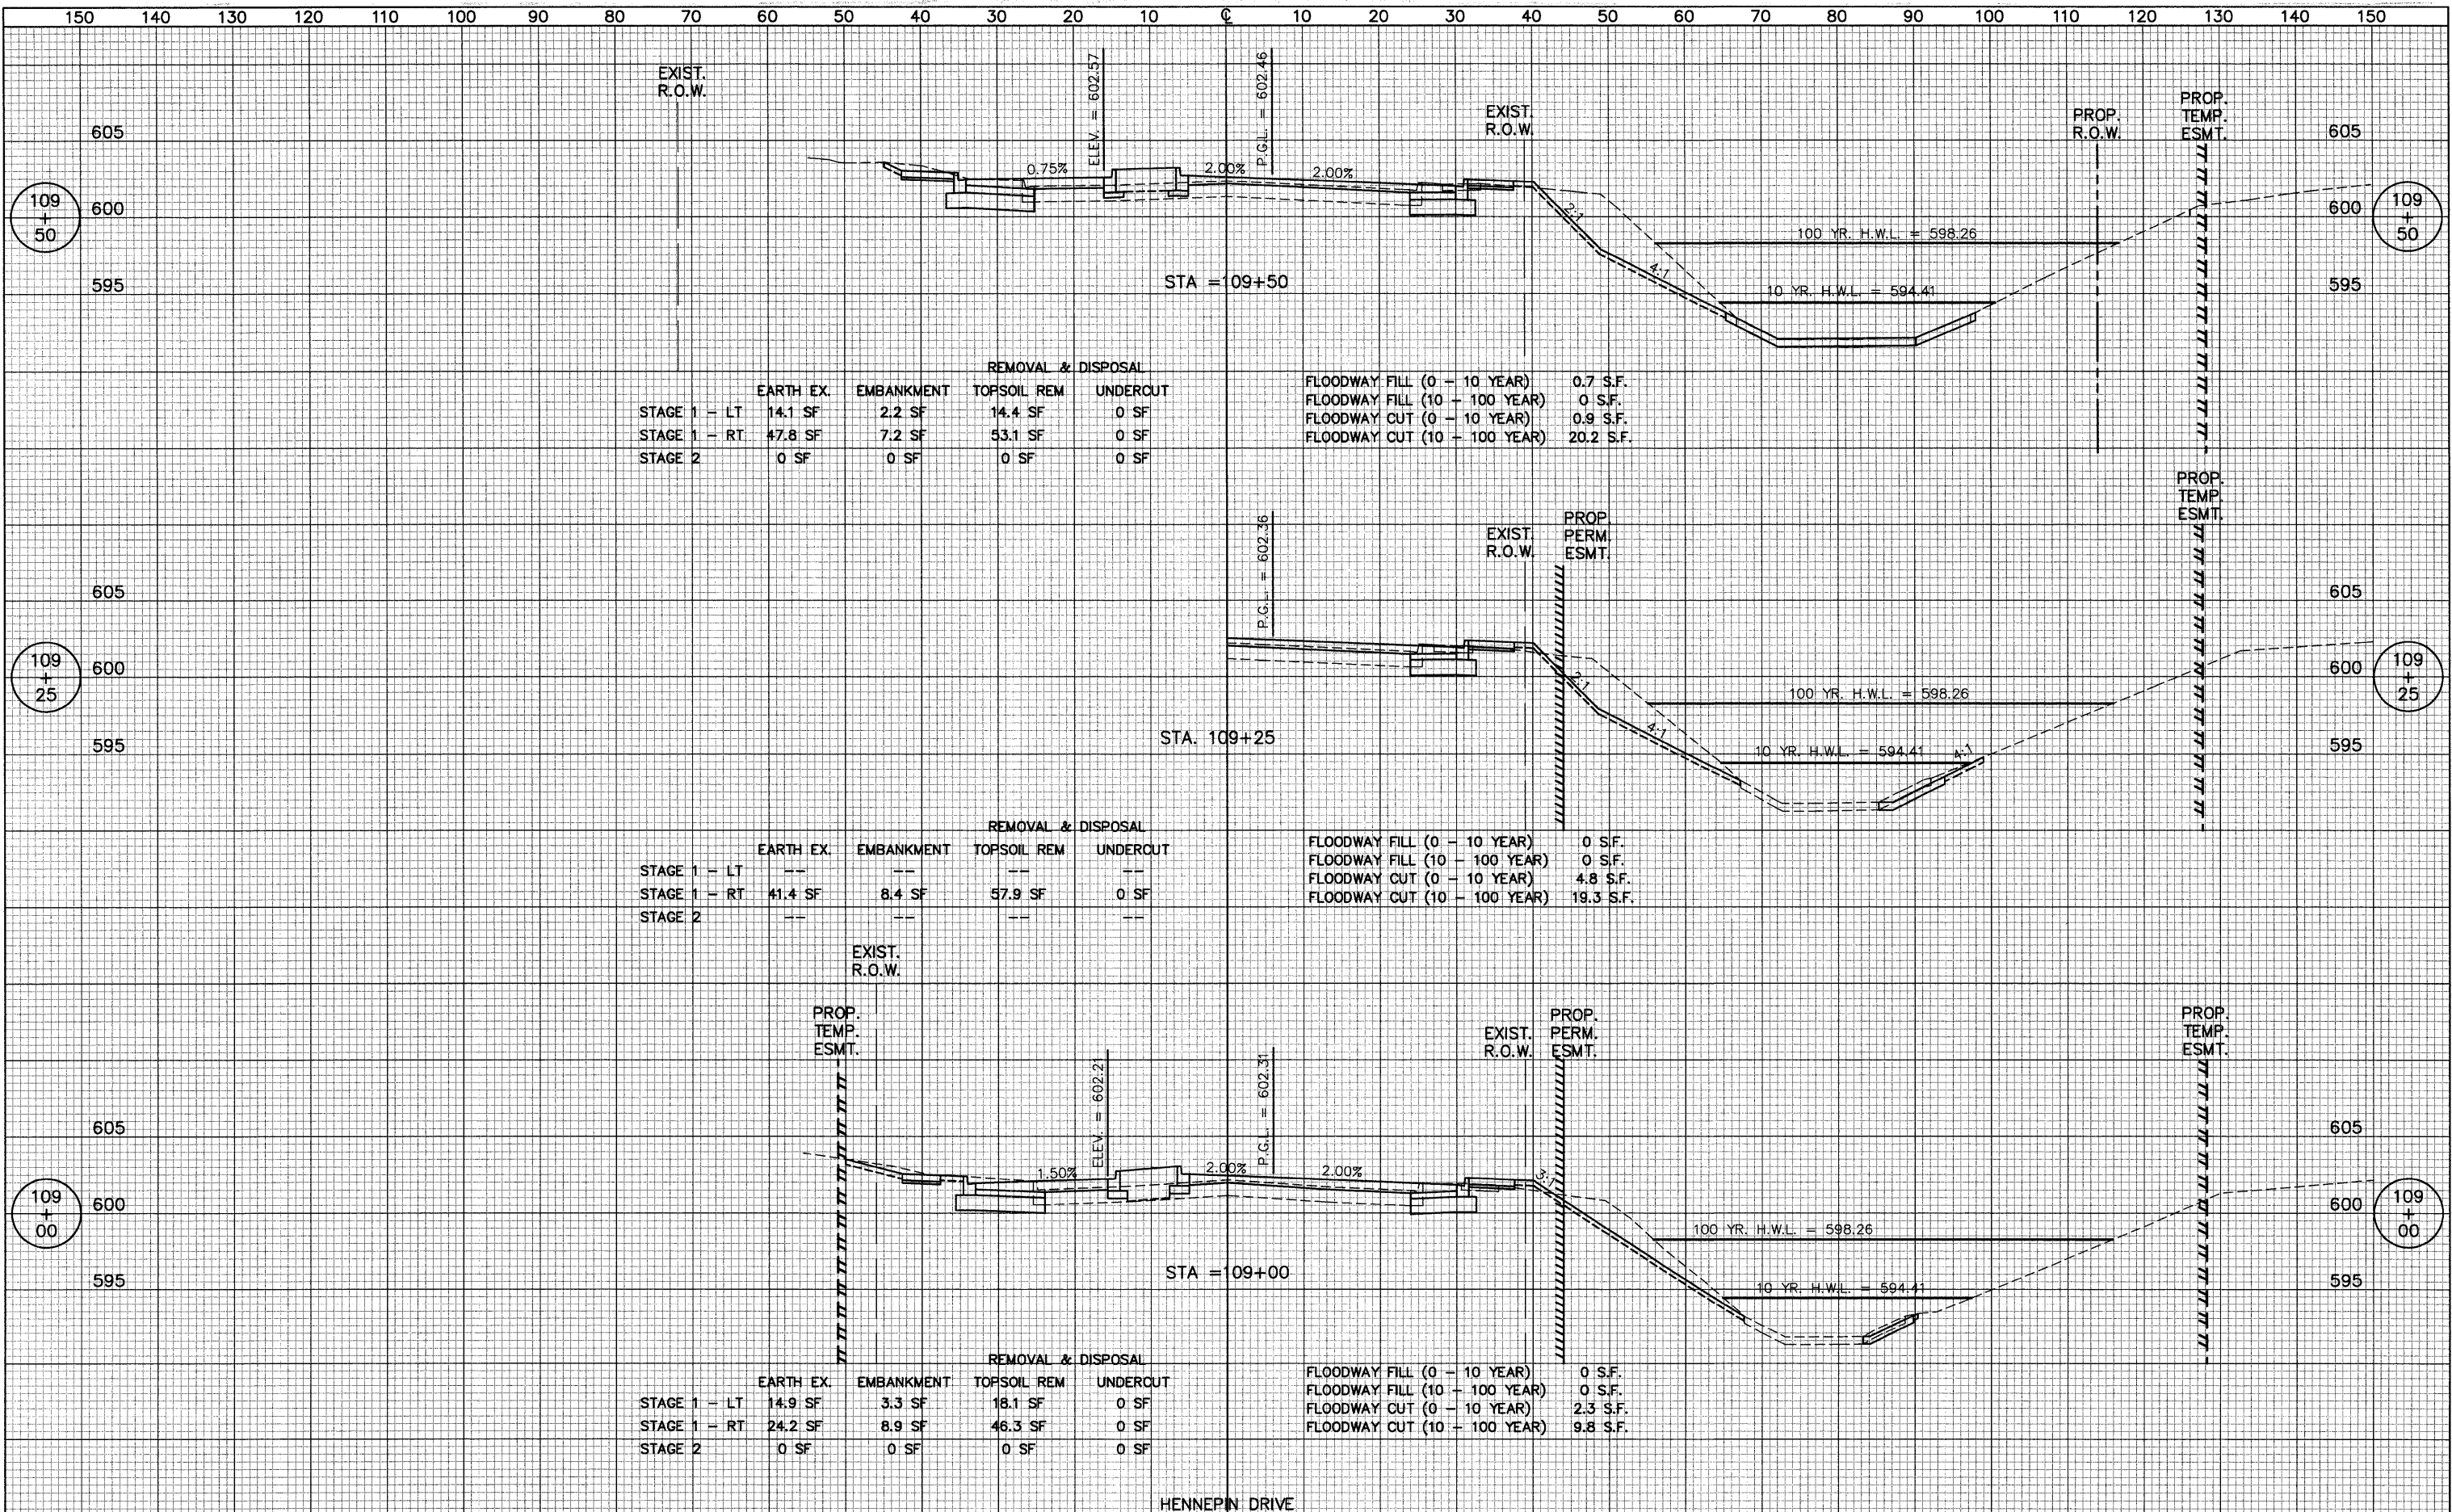 150 140 130 120 110 100 90 80 70 60 50 40 30 20 10 ℄ 10 20 30 40 50 60 70 80 90 100 110 120 130 140 150
EXIST.
R.O.W.
ELEV. = 602.57
P.G.L. = 602.46
EXIST.
R.O.W.
PROP.
R.O.W.
PROP.
TEMP.
ESMT.
605
605
0.75%
2.00%
2.00%
109
+
50
600
600
109
+
50
2:1
100 YR. H.W.L. = 598.26
4:1
595
STA =109+50
10 YR. H.W.L. = 594.41
595
REMOVAL & DISPOSAL
EARTH EX. EMBANKMENT TOPSOIL REM UNDERCUT
STAGE 1 - LT 14.1 SF 2.2 SF 14.4 SF 0 SF
STAGE 1 - RT 47.8 SF 7.2 SF 53.1 SF 0 SF
STAGE 2 0 SF 0 SF 0 SF 0 SF
FLOODWAY FILL (0 - 10 YEAR) 0.7 S.F.
FLOODWAY FILL (10 - 100 YEAR) 0 S.F.
FLOODWAY CUT (0 - 10 YEAR) 0.9 S.F.
FLOODWAY CUT (10 - 100 YEAR) 20.2 S.F.
P.G.L. = 602.36
EXIST.
R.O.W.
PROP.
PERM.
ESMT.
PROP.
TEMP.
ESMT.
605
605
109
+
25
600
600
109
+
25
2:1
100 YR. H.W.L. = 598.26
4:1
595
STA. 109+25
10 YR. H.W.L. = 594.41
4:1
595
REMOVAL & DISPOSAL
EARTH EX. EMBANKMENT TOPSOIL REM UNDERCUT
STAGE 1 - LT -- -- -- --
STAGE 1 - RT 41.4 SF 8.4 SF 57.9 SF 0 SF
STAGE 2 -- -- -- --
FLOODWAY FILL (0 - 10 YEAR) 0 S.F.
FLOODWAY FILL (10 - 100 YEAR) 0 S.F.
FLOODWAY CUT (0 - 10 YEAR) 4.8 S.F.
FLOODWAY CUT (10 - 100 YEAR) 19.3 S.F.
EXIST.
R.O.W.
PROP.
TEMP.
ESMT.
ELEV. = 602.21
P.G.L. = 602.31
EXIST.
R.O.W.
PROP.
PERM.
ESMT.
PROP.
TEMP.
ESMT.
605
605
1.50%
2.00%
2.00%
109
+
00
600
600
109
+
00
3:1
100 YR. H.W.L. = 598.26
595
STA =109+00
10 YR. H.W.L. = 594.41
595
REMOVAL & DISPOSAL
EARTH EX. EMBANKMENT TOPSOIL REM UNDERCUT
STAGE 1 - LT 14.9 SF 3.3 SF 18.1 SF 0 SF
STAGE 1 - RT 24.2 SF 8.9 SF 46.3 SF 0 SF
STAGE 2 0 SF 0 SF 0 SF 0 SF
FLOODWAY FILL (0 - 10 YEAR) 0 S.F.
FLOODWAY FILL (10 - 100 YEAR) 0 S.F.
FLOODWAY CUT (0 - 10 YEAR) 2.3 S.F.
FLOODWAY CUT (10 - 100 YEAR) 9.8 S.F.
HENNEPIN DRIVE